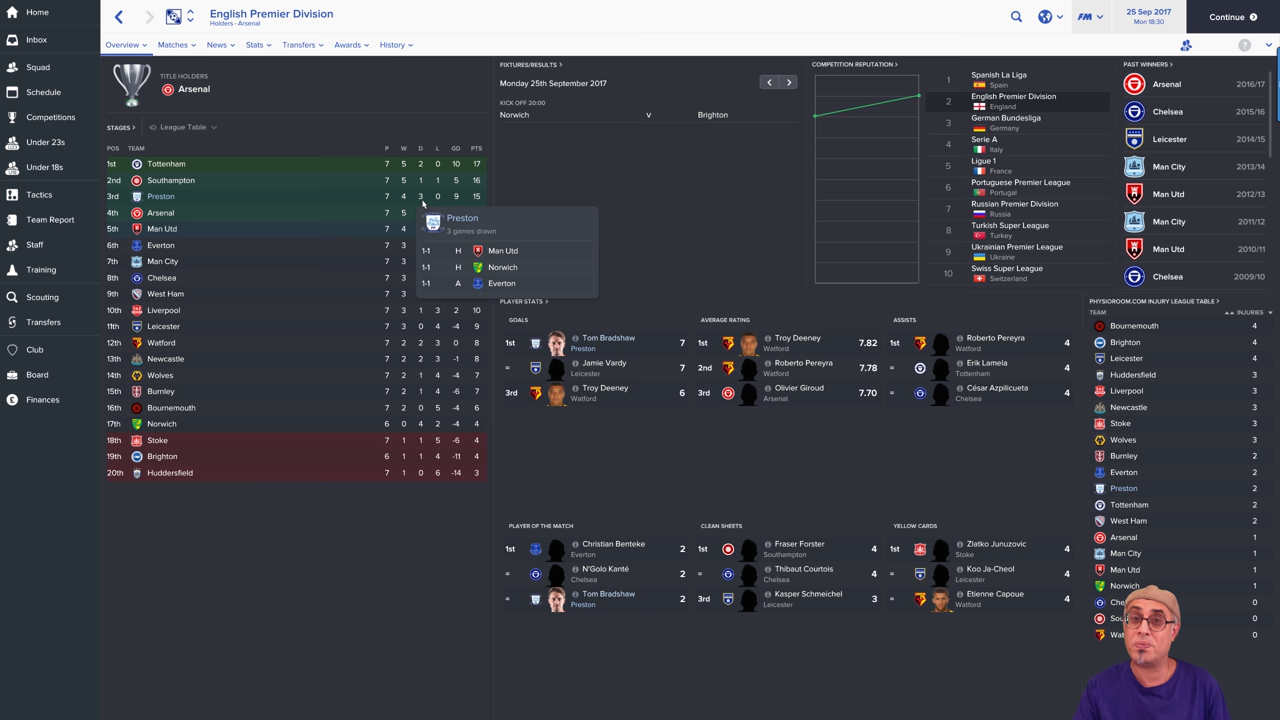 Home
Inbox
Squad
Schedule
Competitions
Under 23s
Under 18s
Tactics
Team Report
Staff
Training
Scouting
Transfers
Club
Board
Finances
English Premier Division
Holders - Arsenal
FM
25 Sep 2017
Mon 18:30
Continue
Overview Matches News Stats Transfers Awards History
TITLE HOLDERS
Arsenal
STAGES > League Table
POS TEAM P W D L GD PTS
1st Tottenham 7 5 2 0 10 17
2nd Southampton 7 5 1 1 5 16
3rd Preston 7 4 3 9 15
4th Arsenal 7 5
5th Man Utd 7 4
6th Everton 7 3
7th Man City 7 3
8th Chelsea 7 3
9th West Ham 7 3
10th Liverpool 7 3 1 3 2 10
11th Leicester 7 3 0 4 -4 9
12th Watford 7 2 2 3 0 8
13th Newcastle 7 2 2 3 -1 8
14th Wolves 7 2 1 4 -4 7
15th Burnley 7 2 1 4 -6 7
16th Bournemouth 7 2 0 5 -4 6
17th Norwich 6 0 4 2 -4 4
18th Stoke 7 1 1 5 -6 4
19th Brighton 6 1 1 4 -11 4
20th Huddersfield 7 1 0 6 -14 3
Preston
3 games drawn
1-1 H Man Utd
1-1 H Norwich
1-1 A Everton
FIXTURES/RESULTS >
Monday 25th September 2017
KICK OFF 20:00
Norwich v Brighton
COMPETITION REPUTATION >
1 Spanish La Liga
Spain
2 English Premier Division
England
3 German Bundesliga
Germany
4 Serie A
Italy
5 Ligue 1
France
6 Portuguese Premier League
Portugal
7 Russian Premier Division
Russia
8 Turkish Super League
Turkey
9 Ukrainian Premier League
Ukraine
10 Swiss Super League
Switzerland
PAST WINNERS >
Arsenal 2016/17
Chelsea 2015/16
Leicester 2014/15
Man City 2013/14
Man Utd 2012/13
Man City 2011/12
Man Utd 2010/11
Chelsea 2009/10
PLAYER STATS >
GOALS
1st Tom Bradshaw 7
Preston
= Jamie Vardy 7
Leicester
3rd Troy Deeney 6
Watford
AVERAGE RATING
1st Troy Deeney 7.82
Watford
2nd Roberto Pereyra 7.78
Watford
3rd Olivier Giroud 7.70
Arsenal
ASSISTS
1st Roberto Pereyra 4
Watford
= Erik Lamela 4
Tottenham
= César Azpilicueta 4
Chelsea
PLAYER OF THE MATCH
1st Christian Benteke 2
Everton
= N'Golo Kanté 2
Chelsea
= Tom Bradshaw 2
Preston
CLEAN SHEETS
1st Fraser Forster 4
Southampton
= Thibaut Courtois 4
Chelsea
3rd Kasper Schmeichel 3
Leicester
YELLOW CARDS
1st Zlatko Junuzovic 4
Stoke
= Koo Ja-Cheol 4
Leicester
= Etienne Capoue 4
Watford
PHYSIOROOM.COM INJURY LEAGUE TABLE >
TEAM INJURIES
Bournemouth 4
Brighton 4
Leicester 4
Huddersfield 3
Liverpool 3
Newcastle 3
Stoke 3
Wolves 3
Burnley 2
Everton 2
Preston 2
Tottenham 2
West Ham 2
Arsenal 1
Man City 1
Man Utd 1
Norwich 1
0
0
0